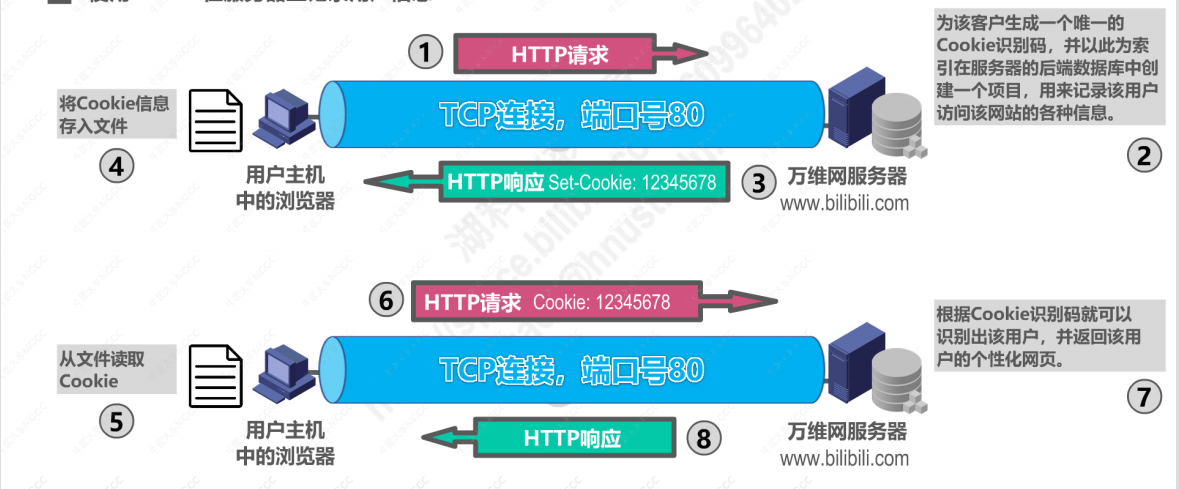 ①
HTTP请求
为该客户生成一个唯一的
Cookie识别码，并以此为索
引在服务器的后端数据库中创
建一个项目，用来记录该用户
访问该网站的各种信息。
②
将Cookie信息
存入文件
④
TCP连接，端口号80
用户主机
中的浏览器
HTTP响应 Set-Cookie: 12345678
③
万维网服务器
www.bilibili.com
⑥
HTTP请求 Cookie: 12345678
根据Cookie识别码就可以
识别出该用户，并返回该用
户的个性化网页。
⑦
从文件读取
Cookie
⑤
TCP连接，端口号80
用户主机
中的浏览器
HTTP响应
⑧
万维网服务器
www.bilibili.com